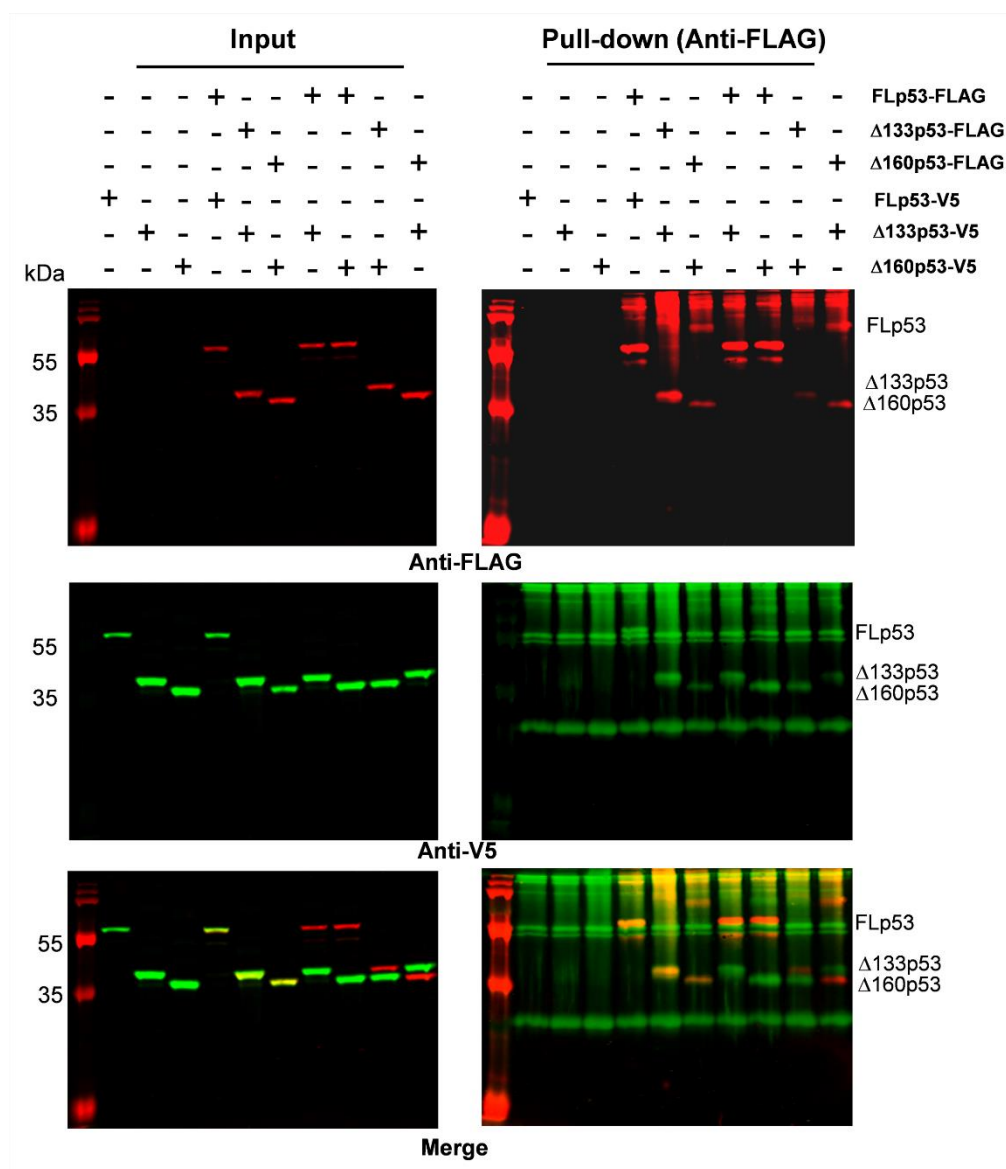 Input Pull-down (Anti-FLAG)
- - - + - - + + - - - - - + - - + + - - FLp53-FLAG
- - - - + - - - + - - - - - + - - - + - Δ133p53-FLAG
- - - - - + - - - + - - - - - + - - - + Δ160p53-FLAG
+ - - + - - - - - - + - - + - - - - - - FLp53-V5
- + - - + - + - - + - + - - + - + - - + Δ133p53-V5
- - + - - + - + + - - - + - - + - + + - Δ160p53-V5
kDa
FLp53
55
Δ133p53
35
Δ160p53
Anti-FLAG
FLp53
55
Δ133p53
35
Δ160p53
Anti-V5
FLp53
55
Δ133p53
35
Δ160p53
Merge